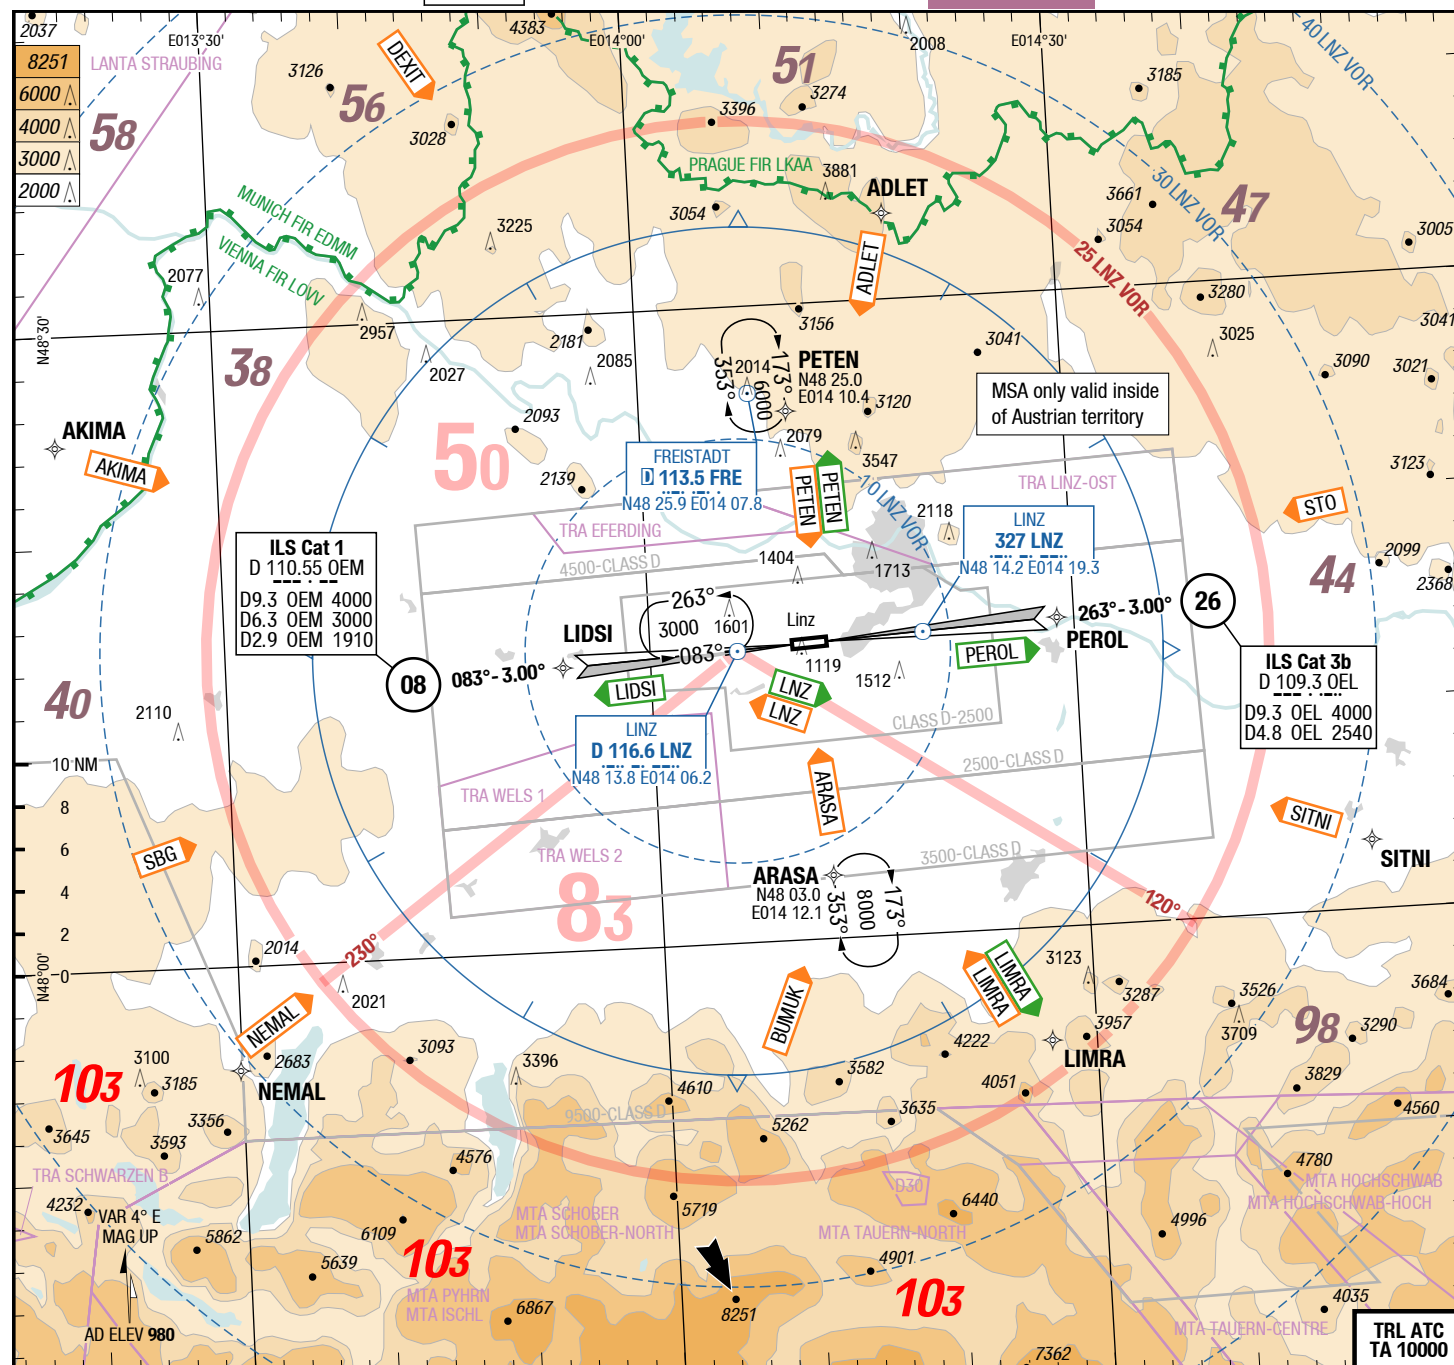 2037
E013°30'
4383
E014°00'
2008
E014°30'
40 LNZ VOR
8251
6000
4000
3000
2000
LANTA STRAUBING
58
3126
56
DEXIT
3028
51
3274
3396
3185
PRAGUE FIR LKAA
3881
ADLET
3054
3661
3054
30 LNZ VOR
47
3005
MUNICH FIR EDMM
VIENNA FIR LOVV
3225
2077
2957
ADLET
25 LNZ VOR
3280
3041
3025
N48°30'
38
2027
2181
2085
3156
3041
3090
3021
353°
2014
6000
173°
PETEN
N48 25.0
E014 10.4
3120
MSA only valid inside
of Austrian territory
AKIMA
AKIMA
2093
50
2139
2079
3547
3123
FREISTADT
D 113.5 FRE
N48 25.9 E014 07.8
PETEN
PETEN
10 LNZ VOR
TRA LINZ-OST
STO
TRA EFERDING
4500-CLASS D
2118
LINZ
327 LNZ
N48 14.2 E014 19.3
2099
2368
44
ILS Cat 1
D 110.55 OEM
D9.3 OEM 4000
D6.3 OEM 3000
D2.9 OEM 1910
1404
1713
263°
3000
083°
1601
Linz
1119
1512
LIDSI
083°- 3.00°
08
LIDSI
263°- 3.00°
26
PEROL
PEROL
ILS Cat 3b
D 109.3 OEL
D9.3 OEL 4000
D4.8 OEL 2540
LNZ
LNZ
CLASS D-2500
40
2110
LINZ
D 116.6 LNZ
N48 13.8 E014 06.2
10 NM
8
6
4
2
0
2500-CLASS D
TRA WELS 1
TRA WELS 2
ARASA
SITNI
SITNI
SBG
3500-CLASS D
ARASA
N48 03.0
E014 12.1
353°
8000
173°
83
120°
230°
2014
N48°00'
2021
NEMAL
NEMAL
2683
BUMUK
LIMRA
LIMRA
3123
3287
3526
3709
3684
98
3290
3957
LIMRA
3100
3185
103
3645
3593
3356
3093
3396
4610
3582
4222
4051
3829
4560
9500-CLASS D
5262
3635
4576
4780
TRA SCHWARZEN B
4232
VAR 4° E
MAG UP
5862
5639
6109
103
MTA SCHOBER
MTA SCHOBER-NORTH
5719
D30
6440
MTA TAUERN-NORTH
4996
MTA HOCHSCHWAB
MTA HOCHSCHWAB-HOCH
MTA PYHRN
MTA ISCHL
6867
8251
4901
103
4035
AD ELEV 980
MTA TAUERN-CENTRE
7362
TRL ATC
TA 10000